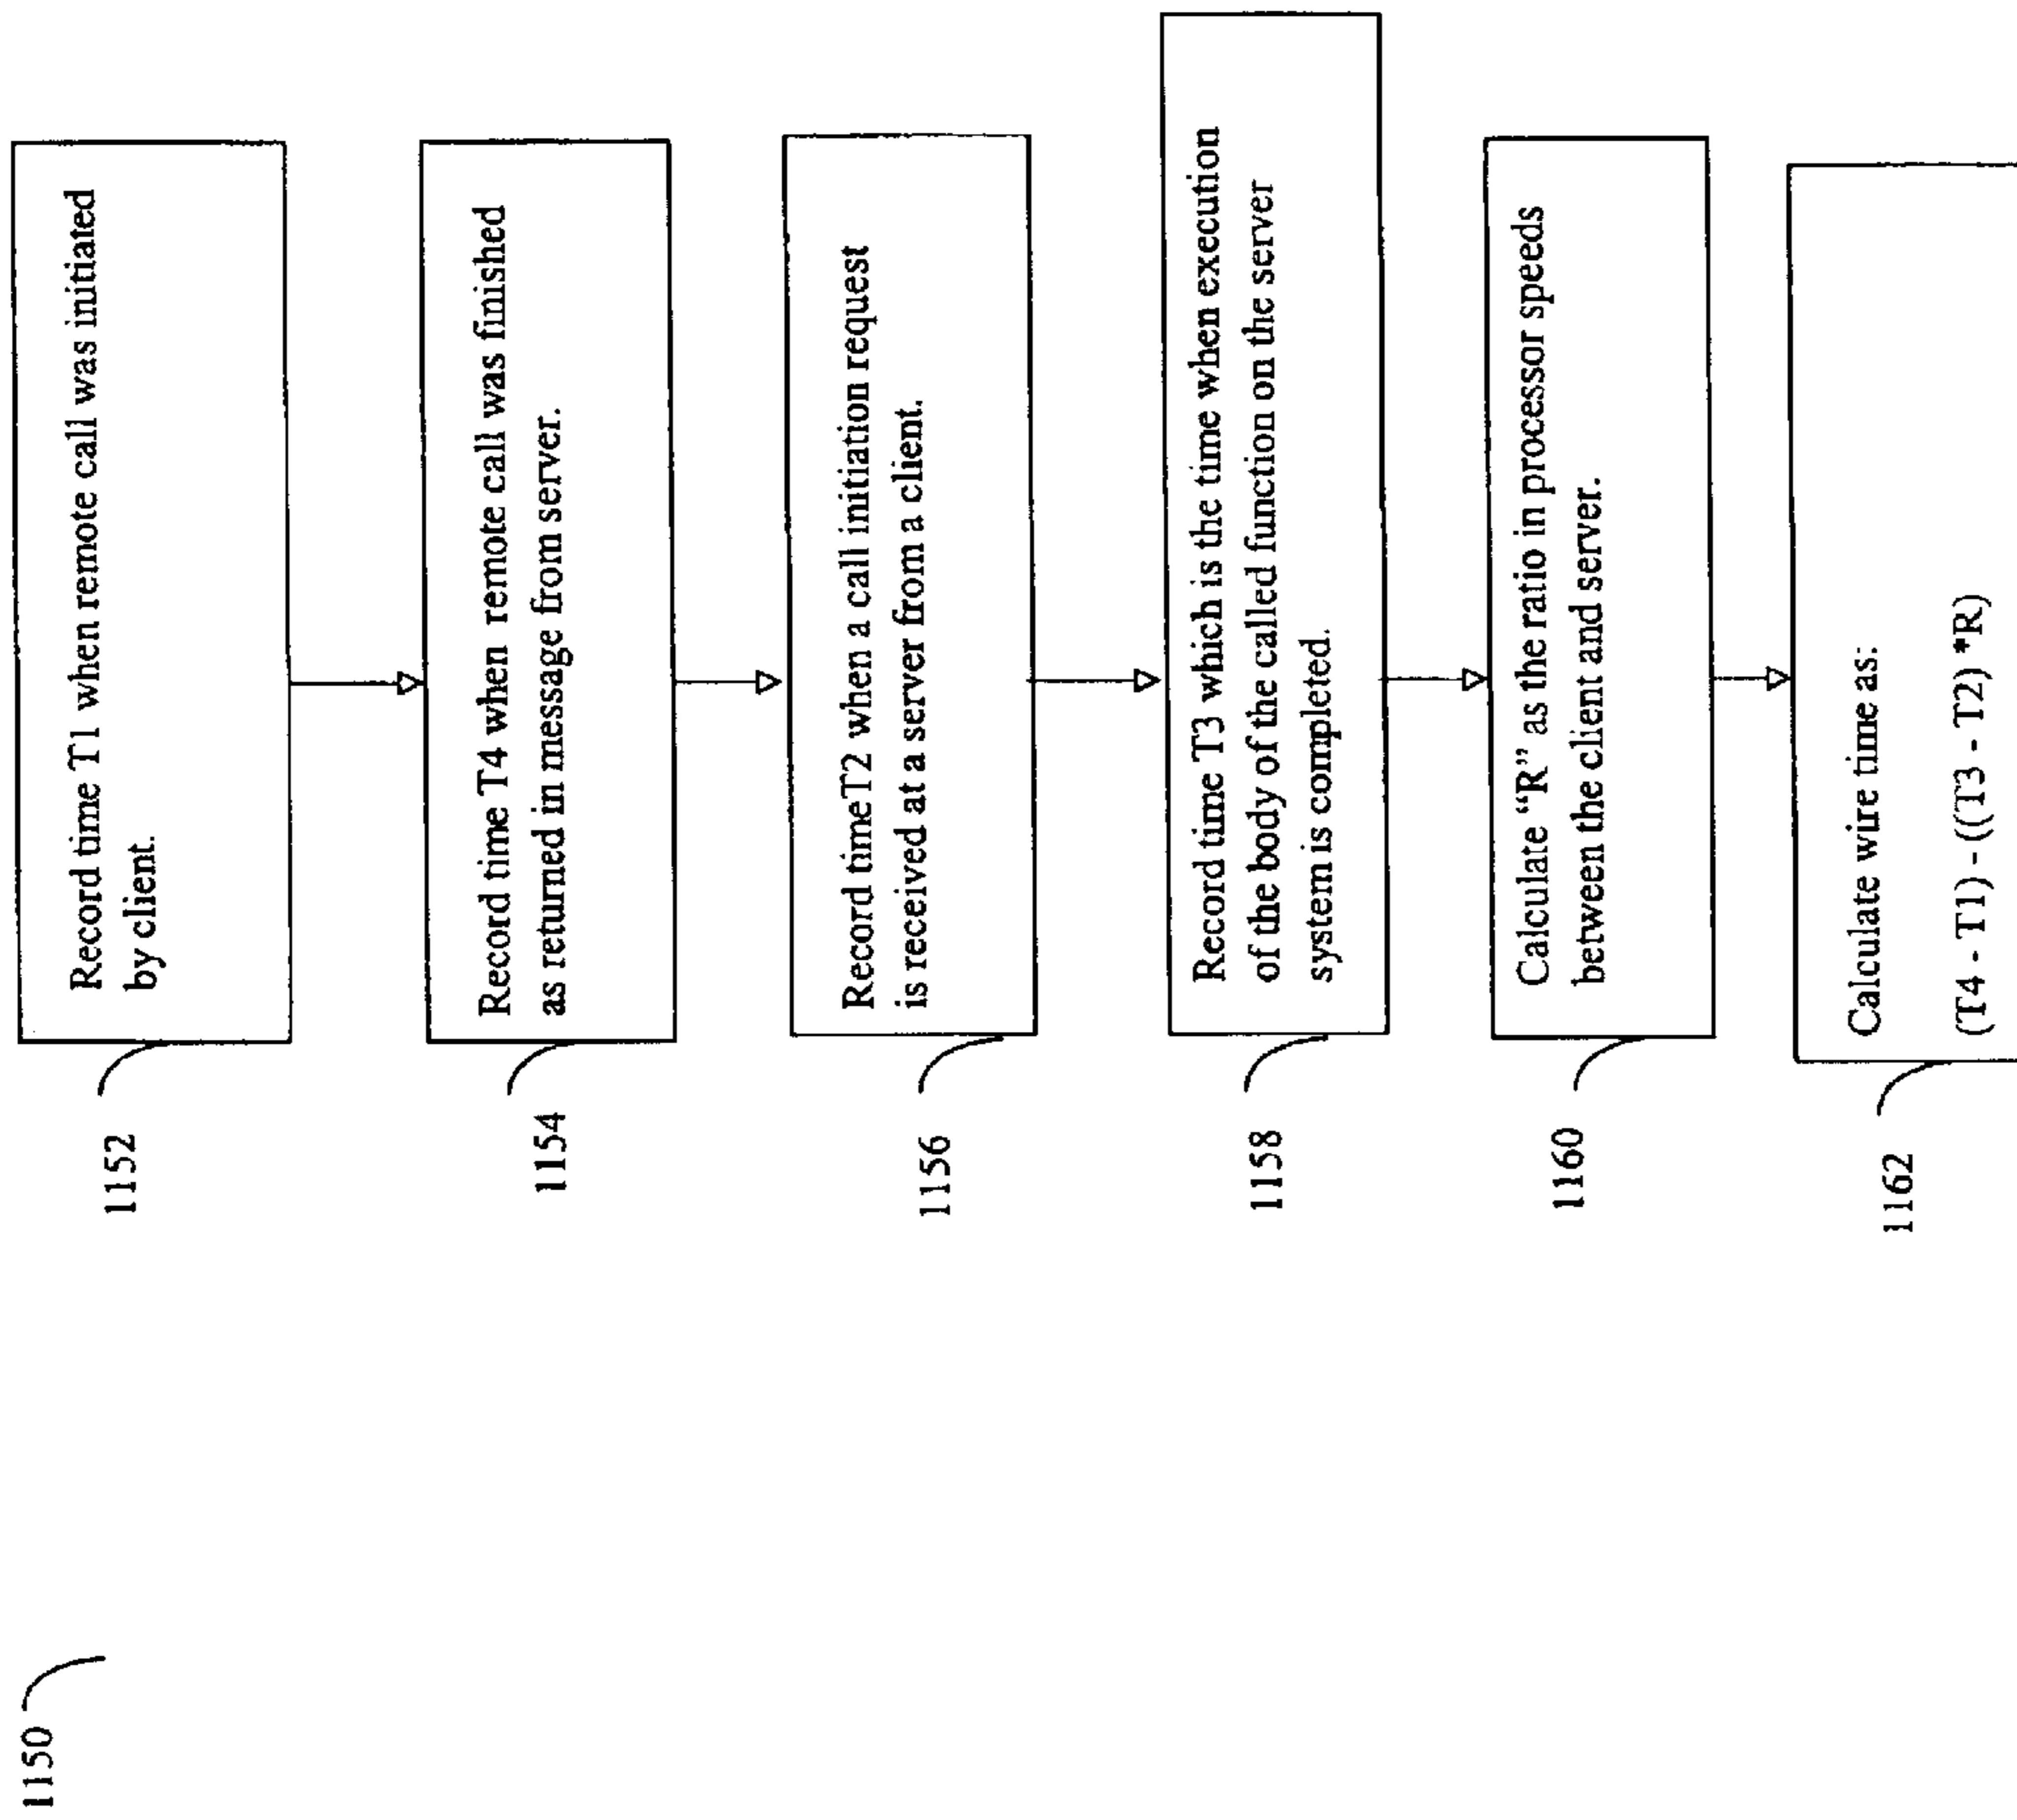 1150
1152
Record time T1 when remote call was initiated
by client.
1154
Record time T4 when remote call was finished
as returned in message from server.
1156
Record timeT2 when a call initiation request
is received at a server from a client.
1158
Record time T3 which is the time when execution
of the body of the called function on the server
system is completed.
1160
Calculate “R” as the ratio in processor speeds
between the client and server.
1162
Calculate wire time as:
(T4 - T1) - ((T3 - T2) *R)